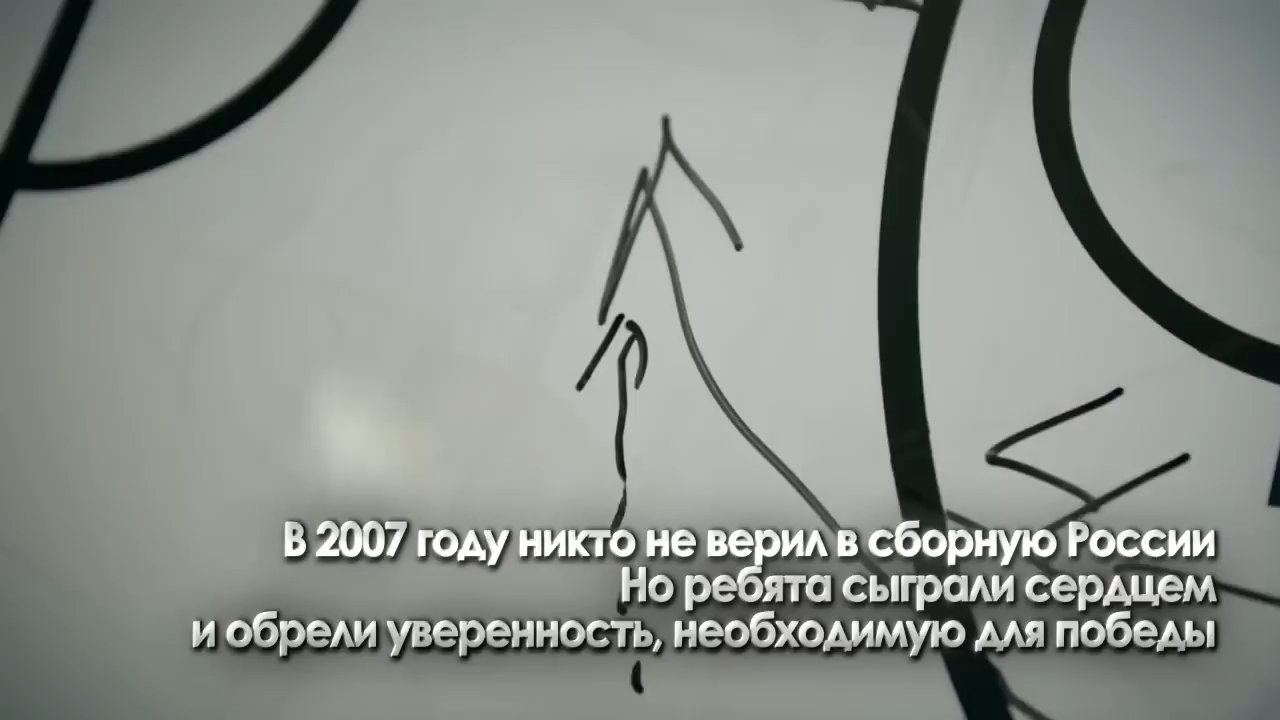 В 2007 году никто не верил в сборную России
Но ребята сыграли сердцем
и обрели уверенность, необходимую для победы